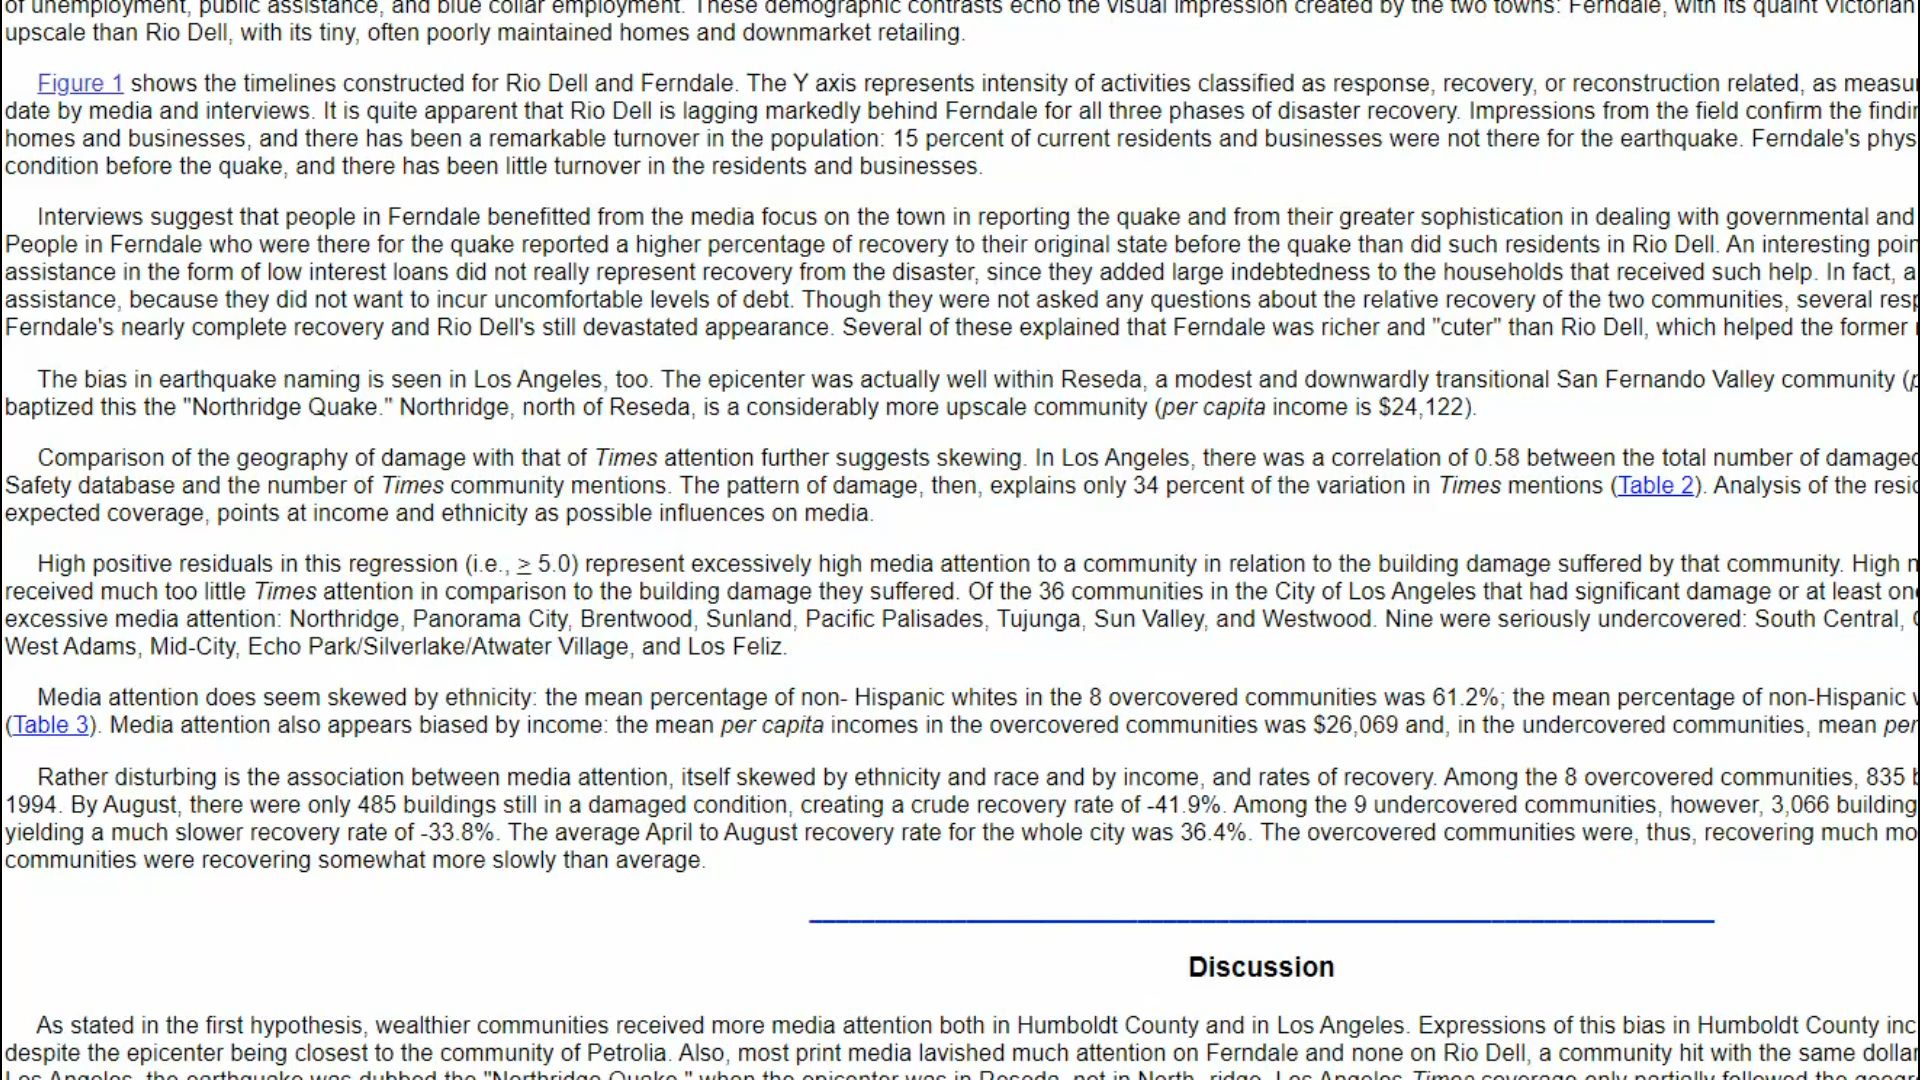 of unemployment, public assistance, and blue collar employment. These demographic contrasts echo the visual impression created by the two towns: Ferndale, with its quaint Victorian
upscale than Rio Dell, with its tiny, often poorly maintained homes and downmarket retailing.
Figure 1 shows the timelines constructed for Rio Dell and Ferndale. The Y axis represents intensity of activities classified as response, recovery, or reconstruction related, as measu
date by media and interviews. It is quite apparent that Rio Dell is lagging markedly behind Ferndale for all three phases of disaster recovery. Impressions from the field confirm the findi
homes and businesses, and there has been a remarkable turnover in the population: 15 percent of current residents and businesses were not there for the earthquake. Ferndale's phys
condition before the quake, and there has been little turnover in the residents and businesses.
Interviews suggest that people in Ferndale benefitted from the media focus on the town in reporting the quake and from their greater sophistication in dealing with governmental and
People in Ferndale who were there for the quake reported a higher percentage of recovery to their original state before the quake than did such residents in Rio Dell. An interesting poin
assistance in the form of low interest loans did not really represent recovery from the disaster, since they added large indebtedness to the households that received such help. In fact, a
assistance, because they did not want to incur uncomfortable levels of debt. Though they were not asked any questions about the relative recovery of the two communities, several resp
Ferndale's nearly complete recovery and Rio Dell's still devastated appearance. Several of these explained that Ferndale was richer and "cuter" than Rio Dell, which helped the former
The bias in earthquake naming is seen in Los Angeles, too. The epicenter was actually well within Reseda, a modest and downwardly transitional San Fernando Valley community (p
baptized this the "Northridge Quake." Northridge, north of Reseda, is a considerably more upscale community (per capita income is $24,122).
Comparison of the geography of damage with that of Times attention further suggests skewing. In Los Angeles, there was a correlation of 0.58 between the total number of damaged
Safety database and the number of Times community mentions. The pattern of damage, then, explains only 34 percent of the variation in Times mentions (Table 2). Analysis of the resid
expected coverage, points at income and ethnicity as possible influences on media.
High positive residuals in this regression (i.e., ≥ 5.0) represent excessively high media attention to a community in relation to the building damage suffered by that community. High n
received much too little Times attention in comparison to the building damage they suffered. Of the 36 communities in the City of Los Angeles that had significant damage or at least one
excessive media attention: Northridge, Panorama City, Brentwood, Sunland, Pacific Palisades, Tujunga, Sun Valley, and Westwood. Nine were seriously undercovered: South Central,
West Adams, Mid-City, Echo Park/Silverlake/Atwater Village, and Los Feliz.
Media attention does seem skewed by ethnicity: the mean percentage of non- Hispanic whites in the 8 overcovered communities was 61.2%; the mean percentage of non-Hispanic
(Table 3). Media attention also appears biased by income: the mean per capita incomes in the overcovered communities was $26,069 and, in the undercovered communities, mean per
Rather disturbing is the association between media attention, itself skewed by ethnicity and race and by income, and rates of recovery. Among the 8 overcovered communities, 835 b
1994. By August, there were only 485 buildings still in a damaged condition, creating a crude recovery rate of -41.9%. Among the 9 undercovered communities, however, 3,066 building
yielding a much slower recovery rate of -33.8%. The average April to August recovery rate for the whole city was 36.4%. The overcovered communities were, thus, recovering much mo
communities were recovering somewhat more slowly than average.
Discussion
As stated in the first hypothesis, wealthier communities received more media attention both in Humboldt County and in Los Angeles. Expressions of this bias in Humboldt County inc
despite the epicenter being closest to the community of Petrolia. Also, most print media lavished much attention on Ferndale and none on Rio Dell, a community hit with the same dollar
Los Angeles, the earthquake was dubbed the "Northridge Quake," when the epicenter was in Reseda, not in North- ridge. Los Angeles Times coverage only partially followed the geogr